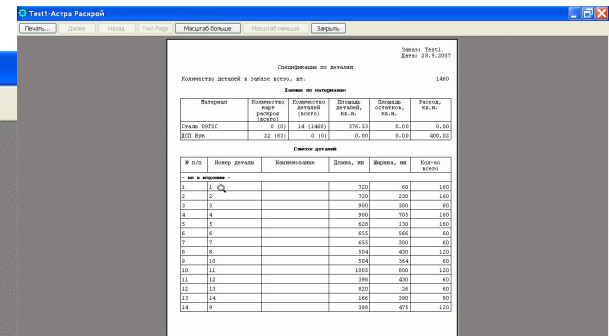 Test1-Астра Раскрой
Печать... Далее Назад Two Page Масштаб больше Масштаб меньше Закрыть
Заказ: Test1
Дата: 28.9.2007
Спецификация по деталям
Количество деталей в заказе всего, шт. 1460
Данные по материалам
Материал Количество карт раскроя (всего) Количество деталей (всего) Площадь деталей, кв.м. Площадь остатков, кв.м. Расход, кв.м.
Сталь 09Г2С 0 (0) 14 (1460) 376.53 0.00 0.00
ДСП Бук 22 (83) 0 (0) 0.00 0.00 400.02
Список деталей
№ п/п Номер детали Наименование Длина, мм Ширина, мм Кол-во всего
- не в изделии -
1 1 720 60 160
2 2 720 230 160
3 3 900 300 80
4 4 900 705 160
5 5 628 130 160
6 6 655 566 60
7 7 655 300 60
8 8 504 430 120
9 10 504 364 60
10 11 1005 800 120
11 12 398 430 60
12 13 820 26 60
13 14 166 390 80
14 9 398 475 120